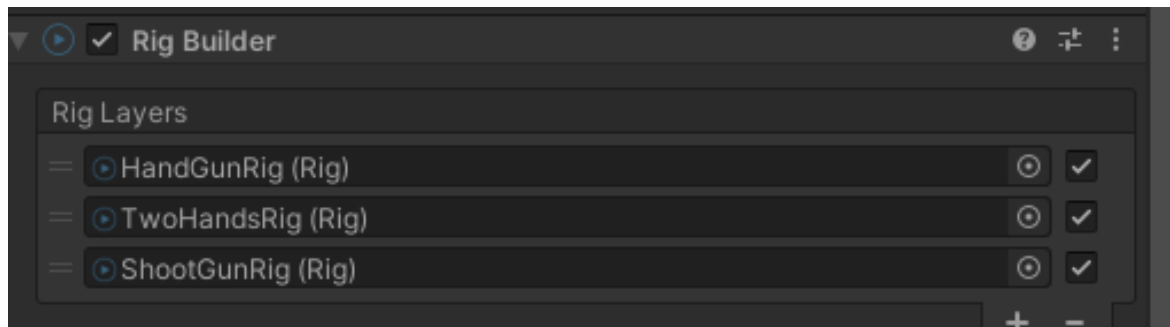 Rig Builder
Rig Layers
HandGunRig (Rig)
TwoHandsRig (Rig)
ShootGunRig (Rig)